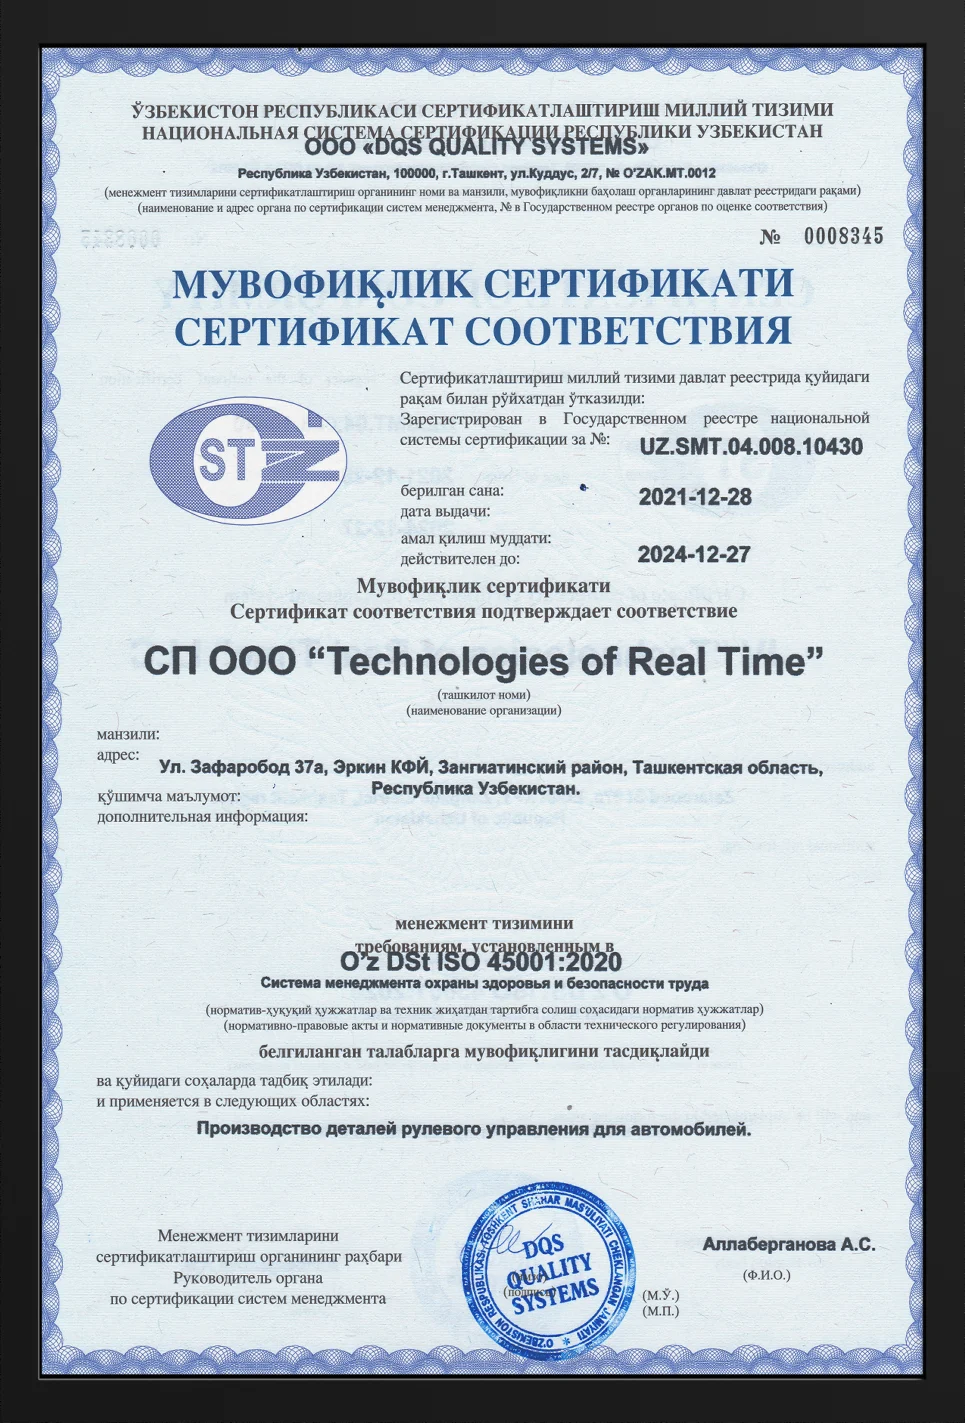 ЎЗБЕКИСТОН РЕСПУБЛИКАСИ СЕРТИФИКАТЛАШТИРИШ МИЛЛИЙ ТИЗИМИ
НАЦИОНАЛЬНАЯ СИСТЕМА СЕРТИФИКАЦИИ РЕСПУБЛИКИ УЗБЕКИСТАН
ООО «DQS QUALITY SYSTEMS»
Республика Узбекистан, 100000, г.Ташкент, ул.Куддус, 2/7, № O'ZAK.MT.0012
(менежмент тизимларини сертификатлаштириш органининг номи ва манзили, мувофиқликни баҳолаш органларининг давлат реестридаги рақами)
(наименование и адрес органа по сертификации систем менеджмента, № в Государственном реестре органов по оценке соответствия)
№ 0008345
МУВОФИҚЛИК СЕРТИФИКАТИ
СЕРТИФИКАТ СООТВЕТСТВИЯ
ST
Сертификатлаштириш миллий тизими давлат реестрида қуйидаги
рақам билан рўйхатдан ўтказилди:
Зарегистрирован в Государственном реестре национальной
системы сертификации за №: UZ.SMT.04.008.10430
берилган сана:
дата выдачи: 2021-12-28
амал қилиш муддати:
действителен до: 2024-12-27
Мувофиқлик сертификати
Сертификат соответствия подтверждает соответствие
СП ООО “Technologies of Real Time”
(ташкилот номи)
(наименование организации)
манзили:
адрес:
Ул. Зафаробод 37а, Эркин КФЙ, Зангиатинский район, Ташкентская область,
Республика Узбекистан.
қўшимча маълумот:
дополнительная информация:
менежмент тизимини
требованиям, установленным в
O’z DSt ISO 45001:2020
Система менеджмента охраны здоровья и безопасности труда
(норматив-ҳуқуқий ҳужжатлар ва техник жиҳатдан тартибга солиш соҳасидаги норматив ҳужжатлар)
(нормативно-правовые акты и нормативные документы в области технического регулирования)
белгиланган талабларга мувофиқлигини тасдиқлайди
ва қуйидаги соҳаларда тадбиқ этилади:
и применяется в следующих областях:
Производство деталей рулевого управления для автомобилей.
Менежмент тизимларини
сертификатлаштириш органининг раҳбари
Руководитель органа
по сертификации систем менеджмента
O'ZBEKISTON RESPUBLIKASI, TOSHKENT SHAHAR MAS'ULIYATI CHEKLANGAN JAMIYATI *
DQS
QUALITY
SYSTEMS
(подпись)
Аллаберганова А.С.
(Ф.И.О.)
(М.Ў.)
(М.П.)